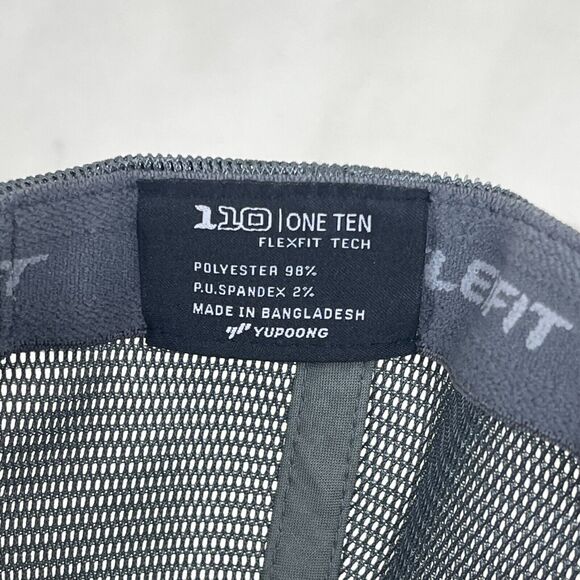 110 | ONE TEN
FLEXFIT TECH
POLYESTER 98%
P.U.SPANDEX 2%
MADE IN BANGLADESH
YUPOONG
LEFIT